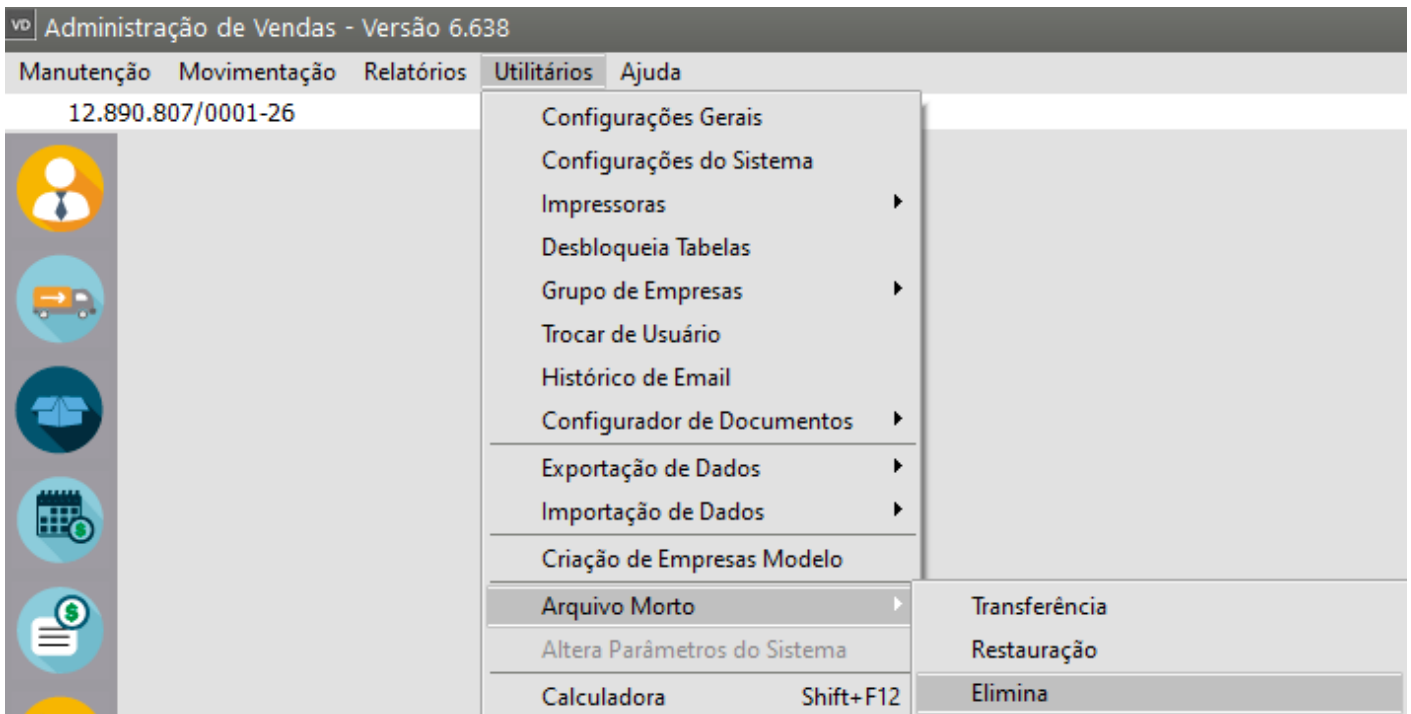 VD Administração de Vendas - Versão 6.638
Manutenção Movimentação Relatórios Utilitários Ajuda
12.890.807/0001-26
Configurações Gerais
Configurações do Sistema
Impressoras
Desbloqueia Tabelas
Grupo de Empresas
Trocar de Usuário
Histórico de Email
Configurador de Documentos
Exportação de Dados
Importação de Dados
Criação de Empresas Modelo
Arquivo Morto
Transferência
Altera Parâmetros do Sistema
Restauração
Calculadora Shift+F12
Elimina